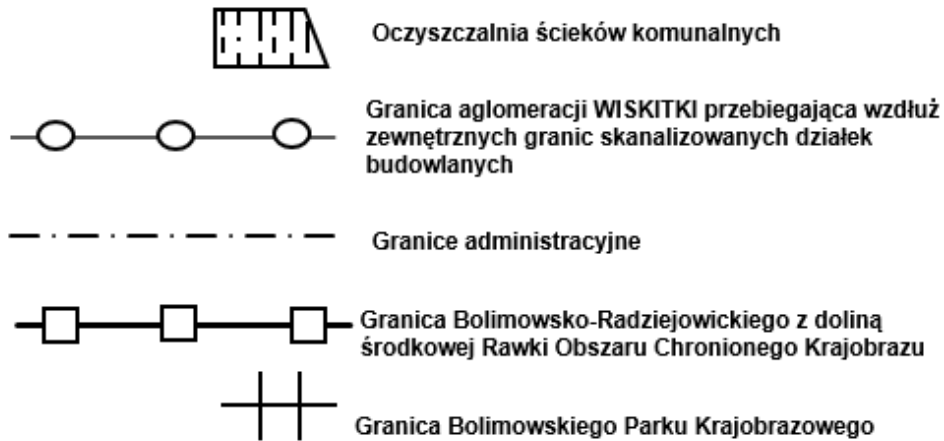 Oczyszczalnia ścieków komunalnych
Granica aglomeracji WISKITKI przebiegająca wzdłuż
zewnętrznych granic skanalizowanych działek
budowlanych
Granice administracyjne
Granica Bolimowsko-Radziejowickiego z doliną
środkowej Rawki Obszaru Chronionego Krajobrazu
Granica Bolimowskiego Parku Krajobrazowego